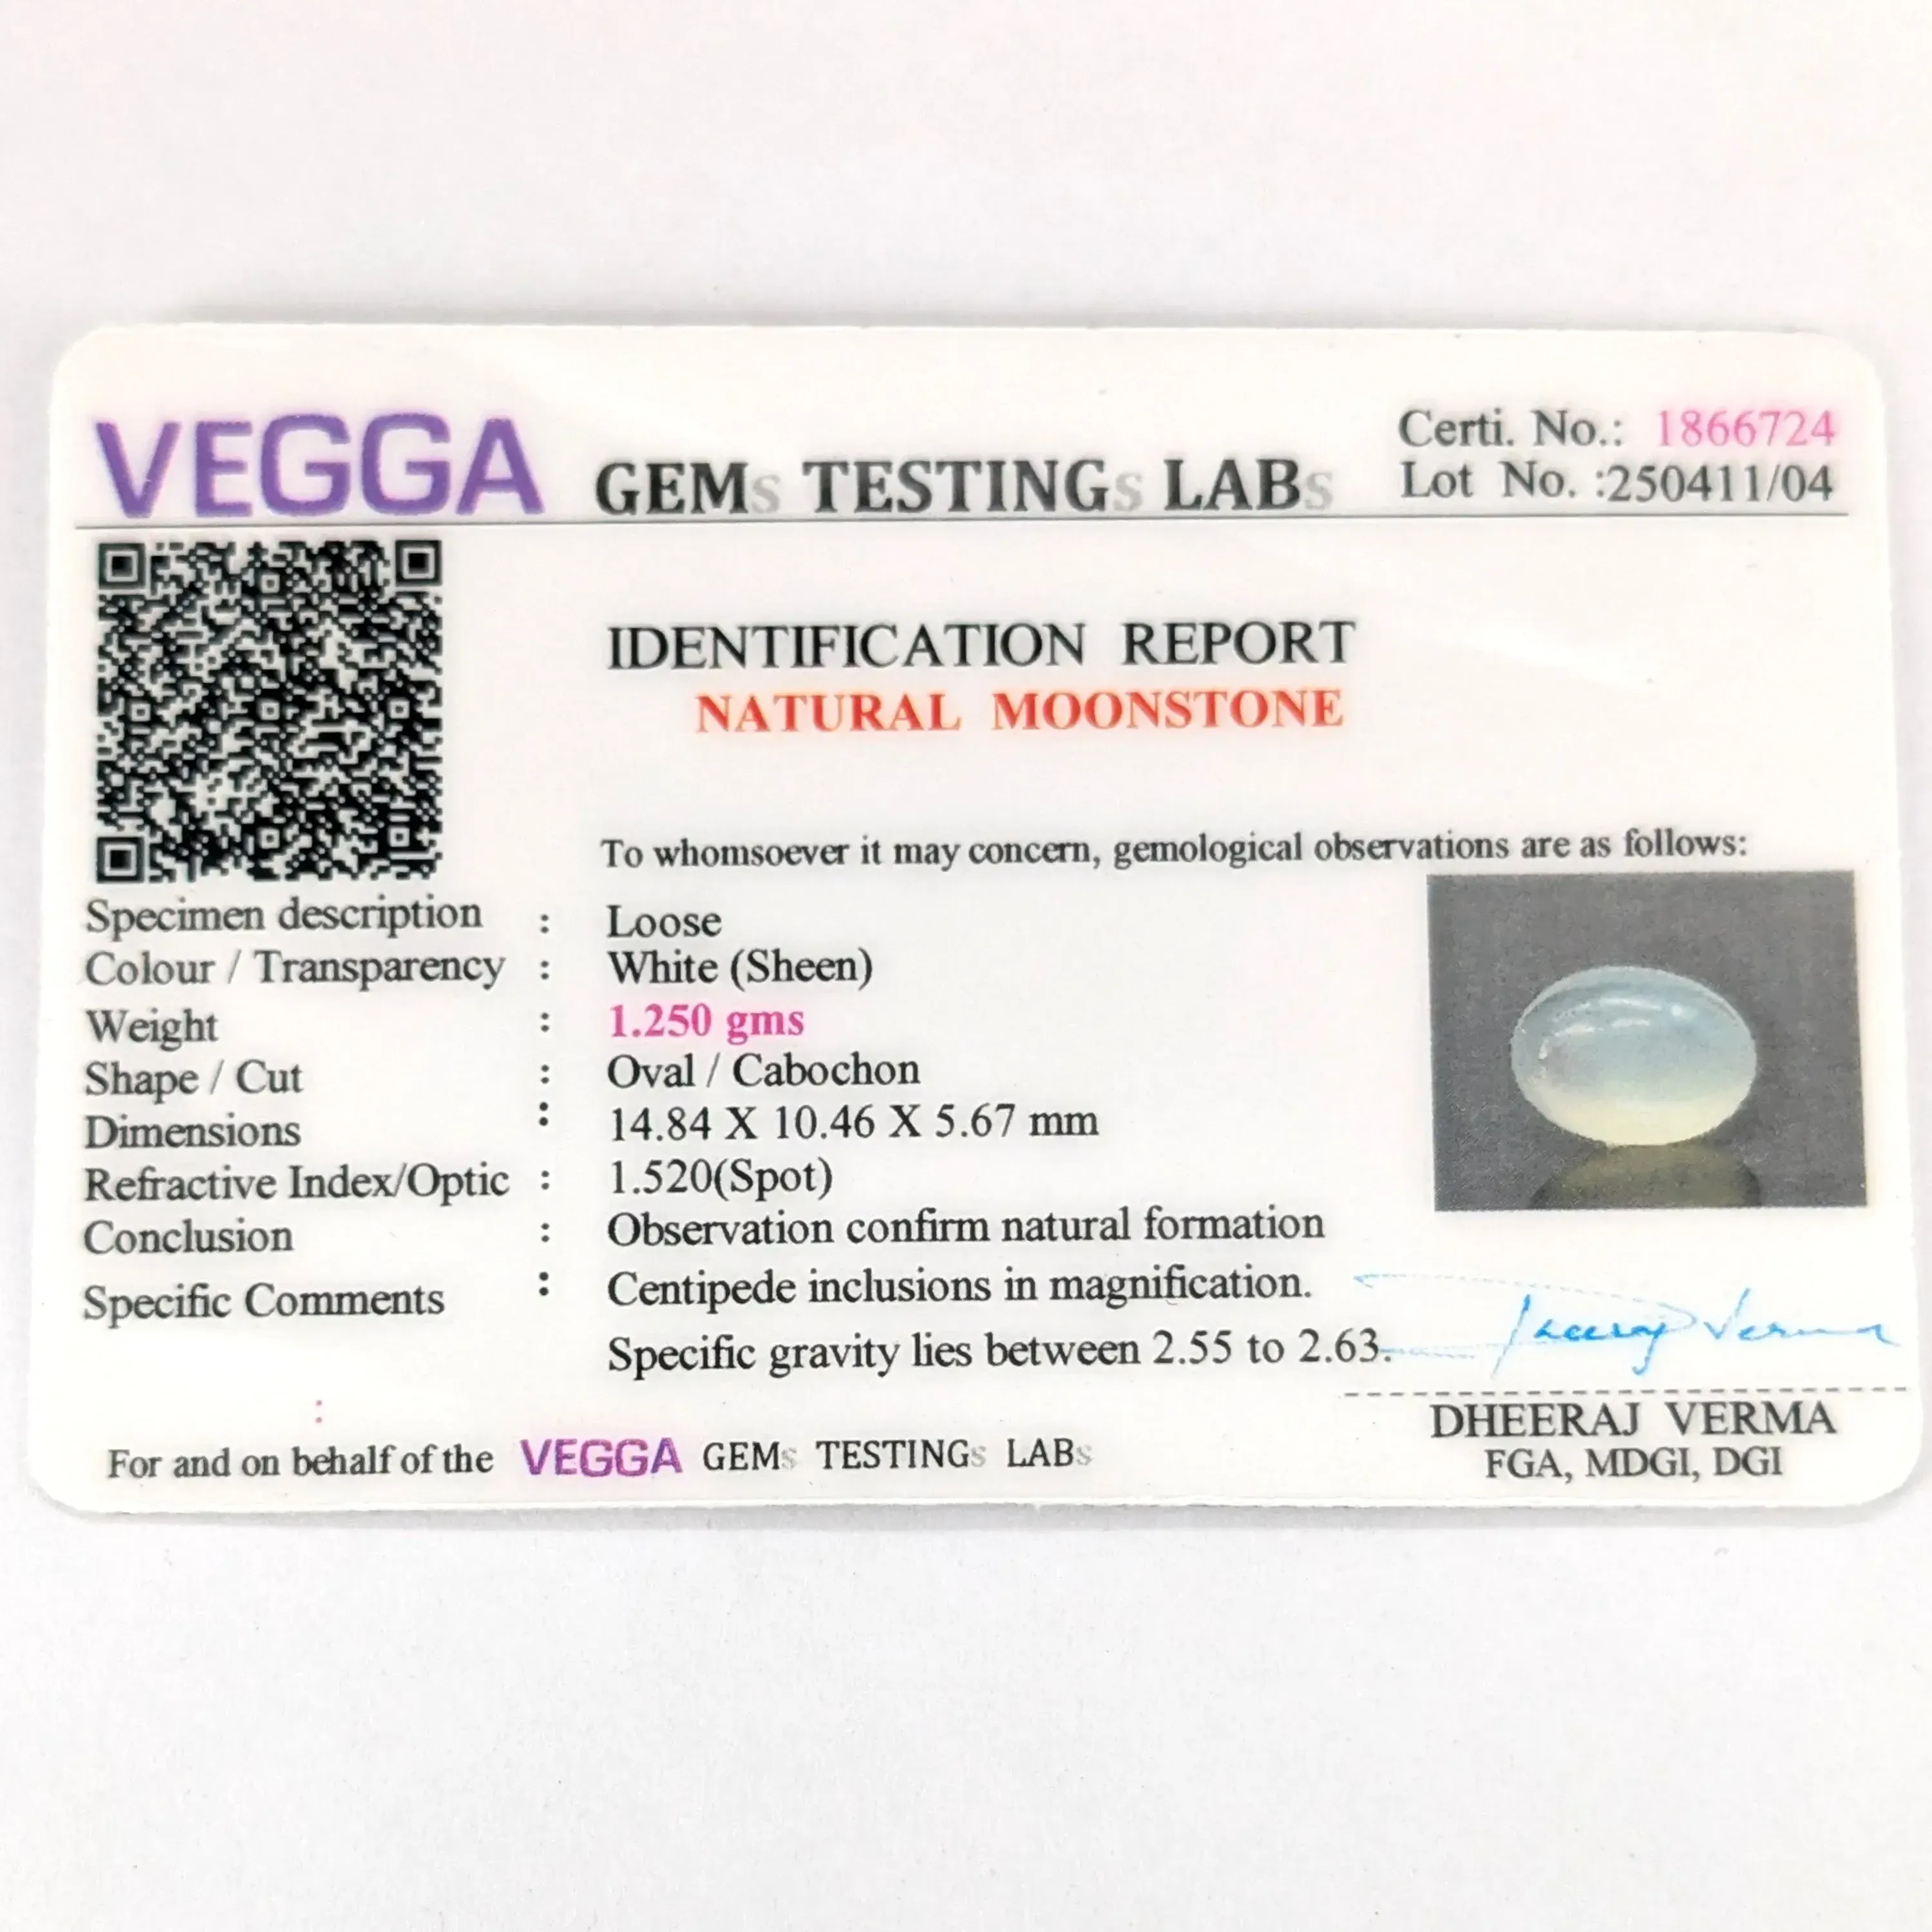 VEGGA GEMs TESTINGs LABs
Certi. No.: 1866724
Lot No. :250411/04
IDENTIFICATION REPORT
NATURAL MOONSTONE
To whomsoever it may concern, gemological observations are as follows:
Specimen description : Loose
Colour / Transparency : White (Sheen)
Weight : 1.250 gms
Shape / Cut : Oval / Cabochon
Dimensions : 14.84 X 10.46 X 5.67 mm
Refractive Index/Optic : 1.520(Spot)
Conclusion : Observation confirm natural formation
Specific Comments : Centipede inclusions in magnification.
Specific gravity lies between 2.55 to 2.63.
Dheeraj Verma
:
DHEERAJ VERMA
FGA, MDGI, DGI
For and on behalf of the VEGGA GEMs TESTINGs LABs